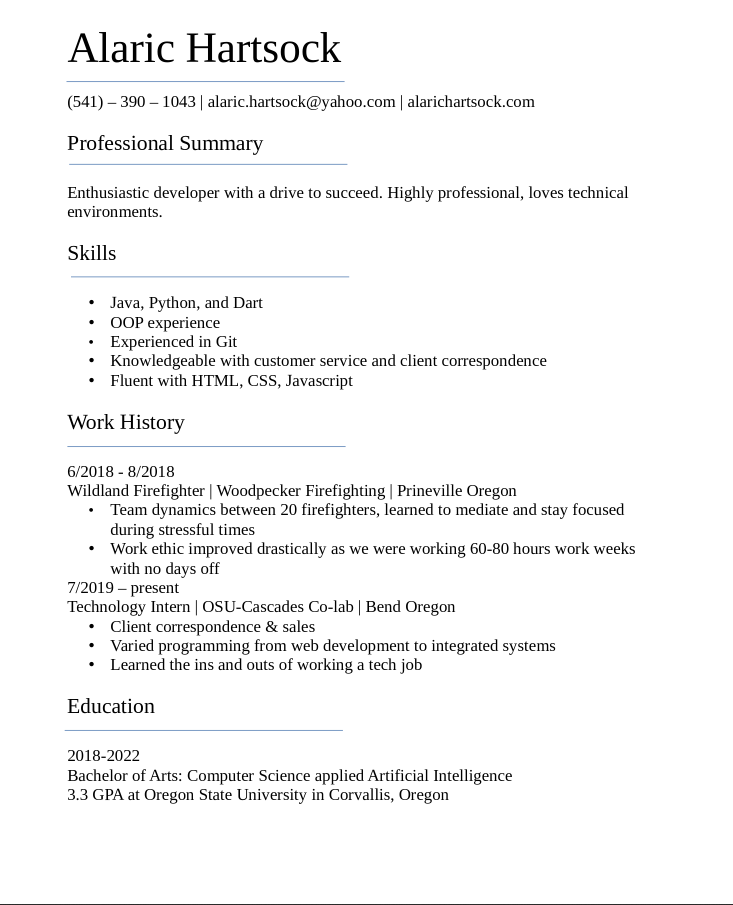 Alaric Hartsock
(541) – 390 – 1043 | alaric.hartsock@yahoo.com | alarichartsock.com
Professional Summary
Enthusiastic developer with a drive to succeed. Highly professional, loves technical
environments.
Skills
• Java, Python, and Dart
• OOP experience
• Experienced in Git
• Knowledgeable with customer service and client correspondence
• Fluent with HTML, CSS, Javascript
Work History
6/2018 - 8/2018
Wildland Firefighter | Woodpecker Firefighting | Prineville Oregon
• Team dynamics between 20 firefighters, learned to mediate and stay focused
during stressful times
• Work ethic improved drastically as we were working 60-80 hours work weeks
with no days off
7/2019 – present
Technology Intern | OSU-Cascades Co-lab | Bend Oregon
• Client correspondence & sales
• Varied programming from web development to integrated systems
• Learned the ins and outs of working a tech job
Education
2018-2022
Bachelor of Arts: Computer Science applied Artificial Intelligence
3.3 GPA at Oregon State University in Corvallis, Oregon